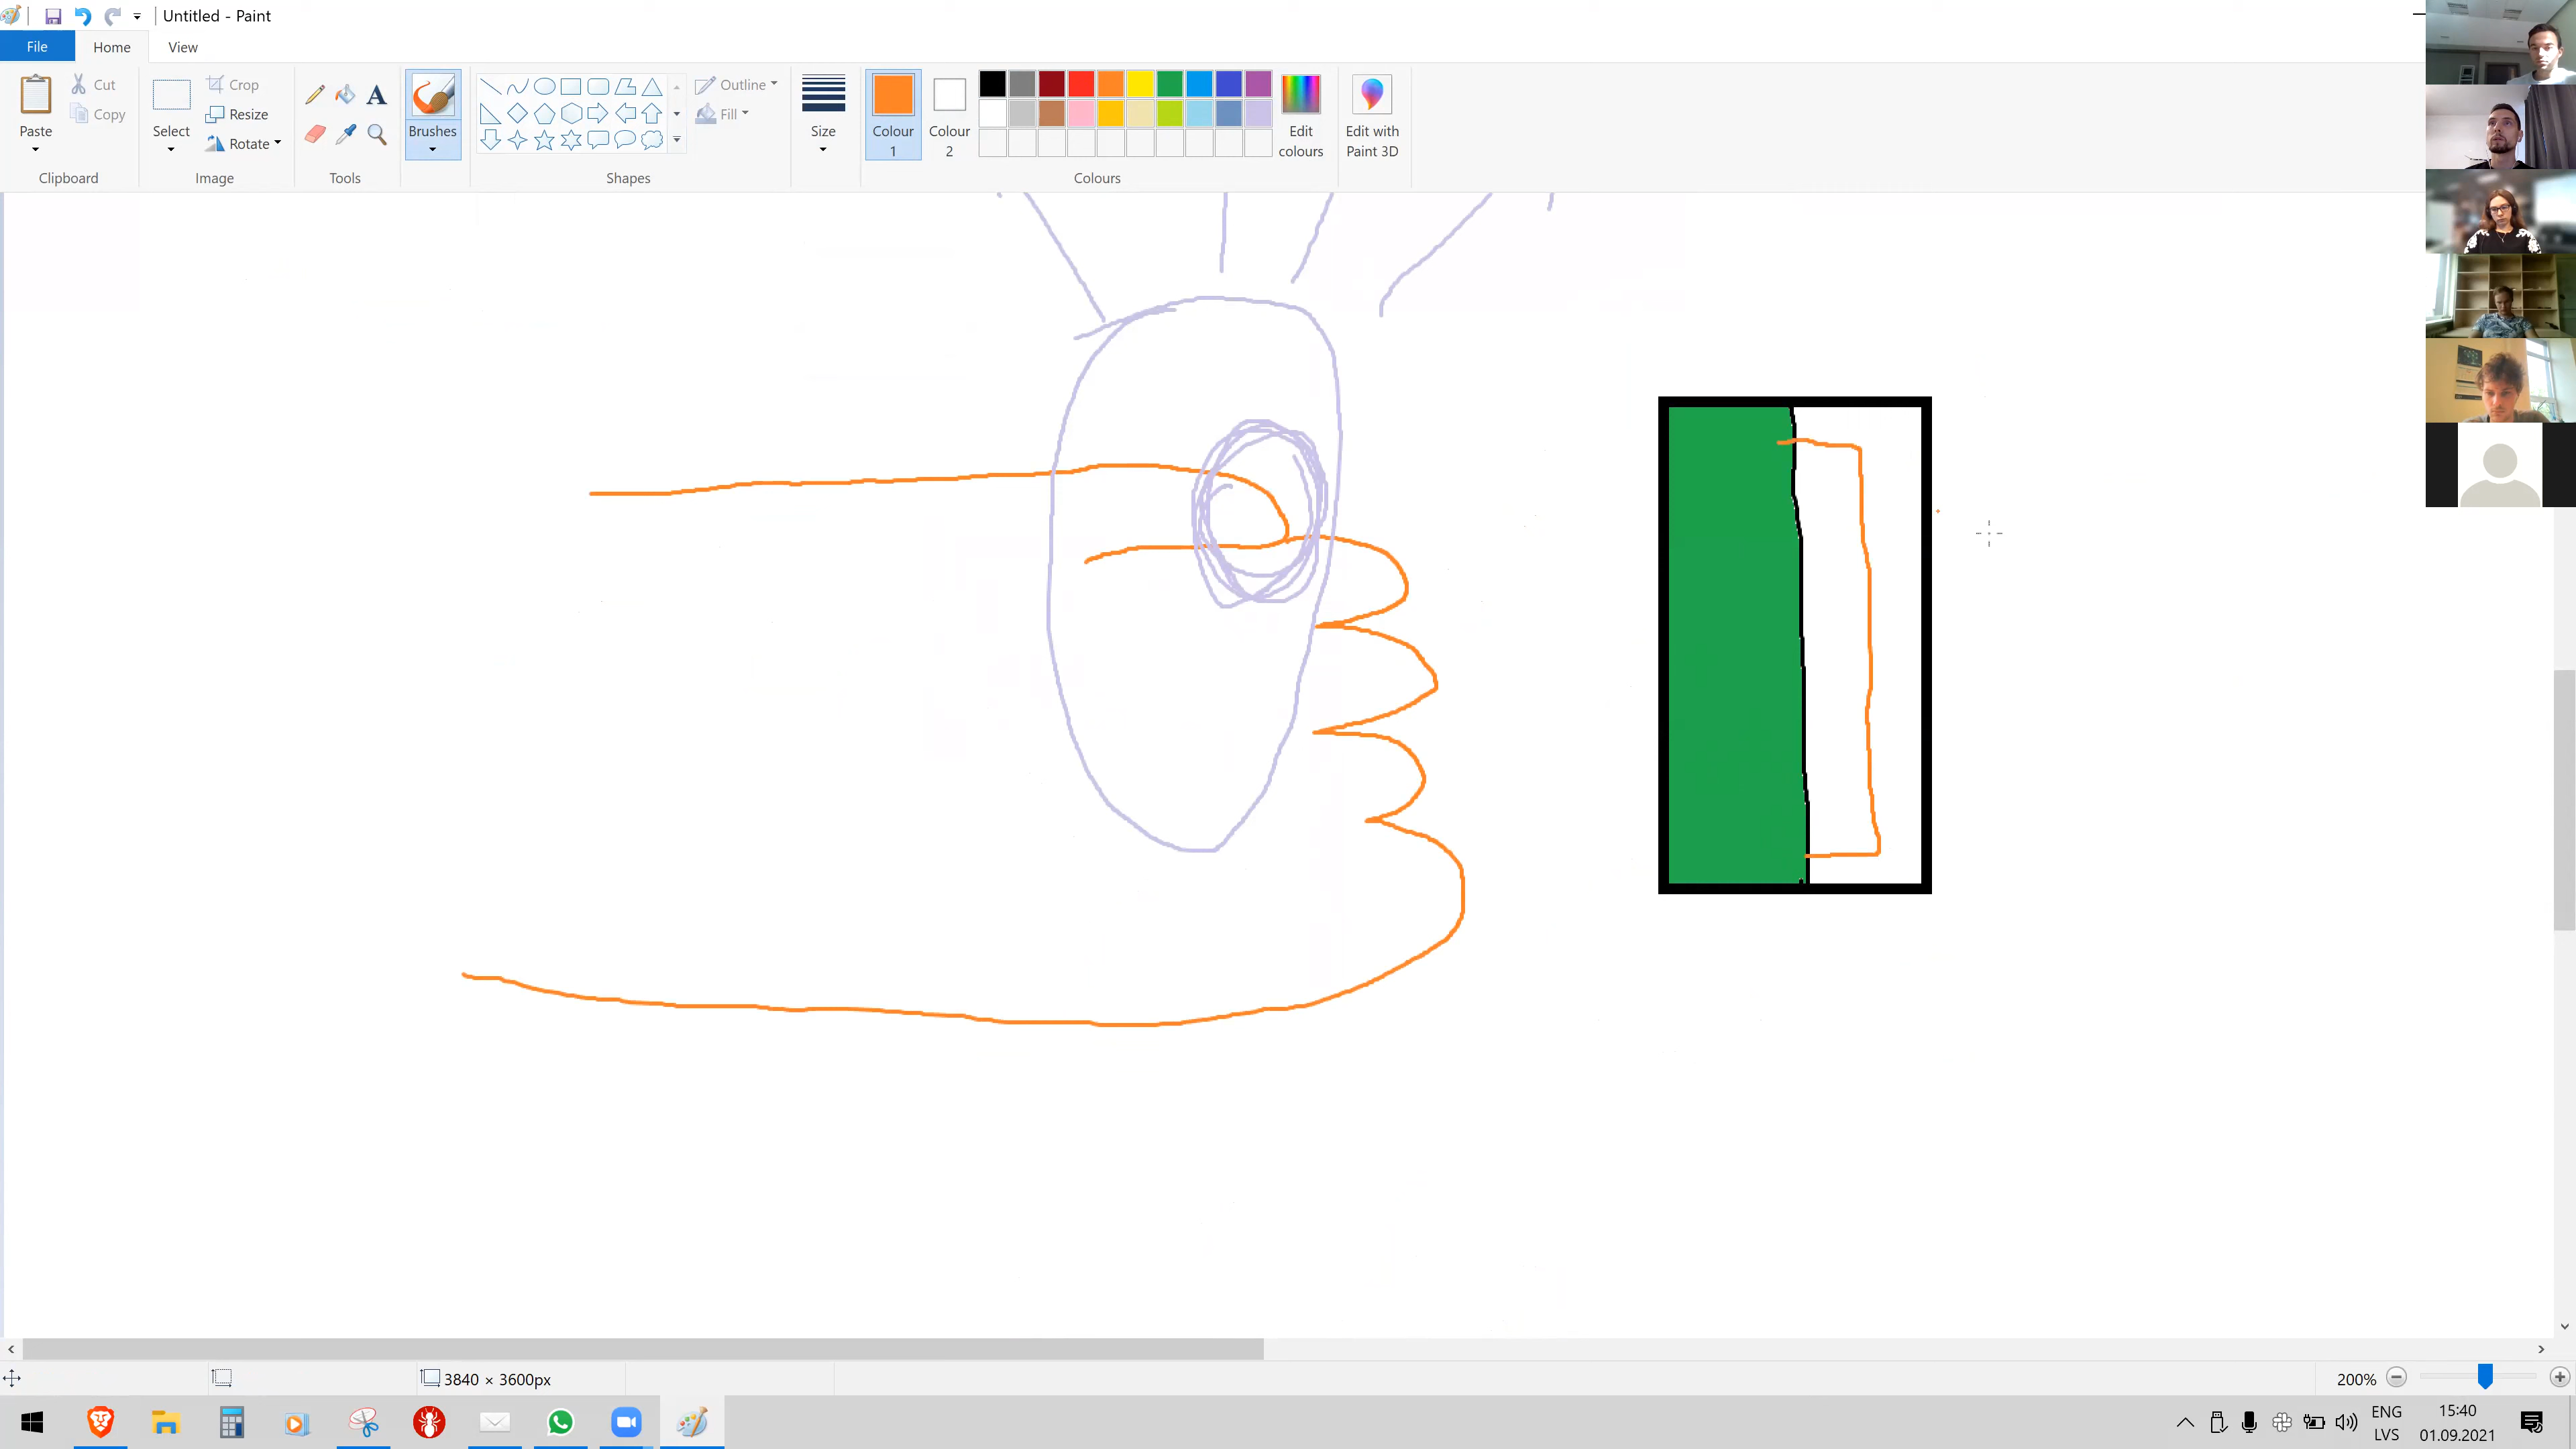 Untitled - Paint
File Home View
Paste
Cut
Copy
Clipboard
Select
Crop
Resize
Rotate
Image
Tools
Brushes
Shapes
Outline
Fill
Size
Colour 1
Colour 2
Edit colours
Edit with Paint 3D
Colours
3840 × 3600px
200%
ENG
LVS
15:40
01.09.2021